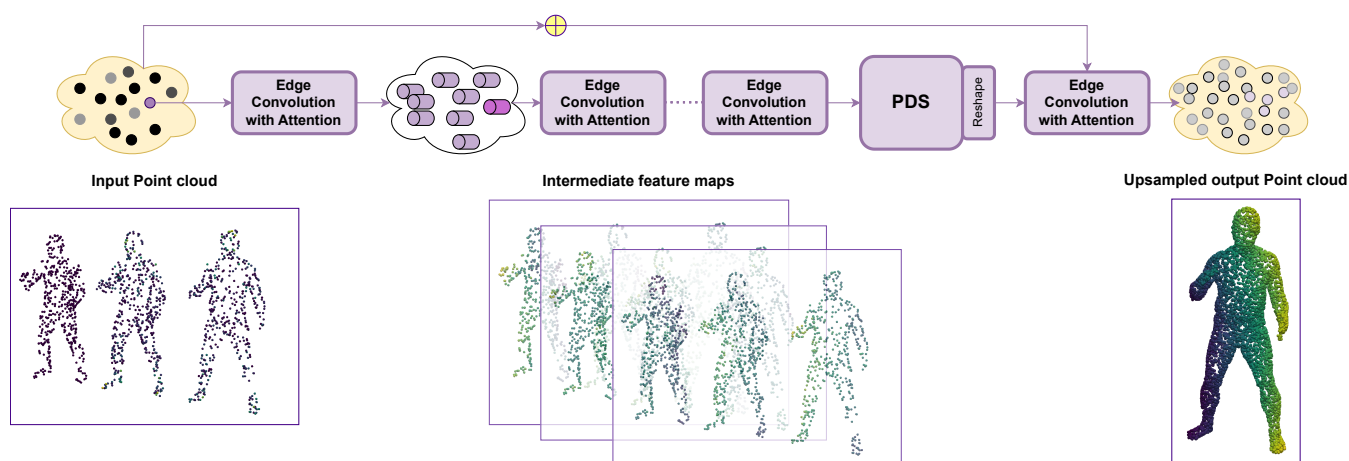 Edge
Convolution
with Attention
Edge
Convolution
with Attention
Edge
Convolution
with Attention
PDS
Reshape
Edge
Convolution
with Attention
Input Point cloud
Intermediate feature maps
Upsampled output Point cloud